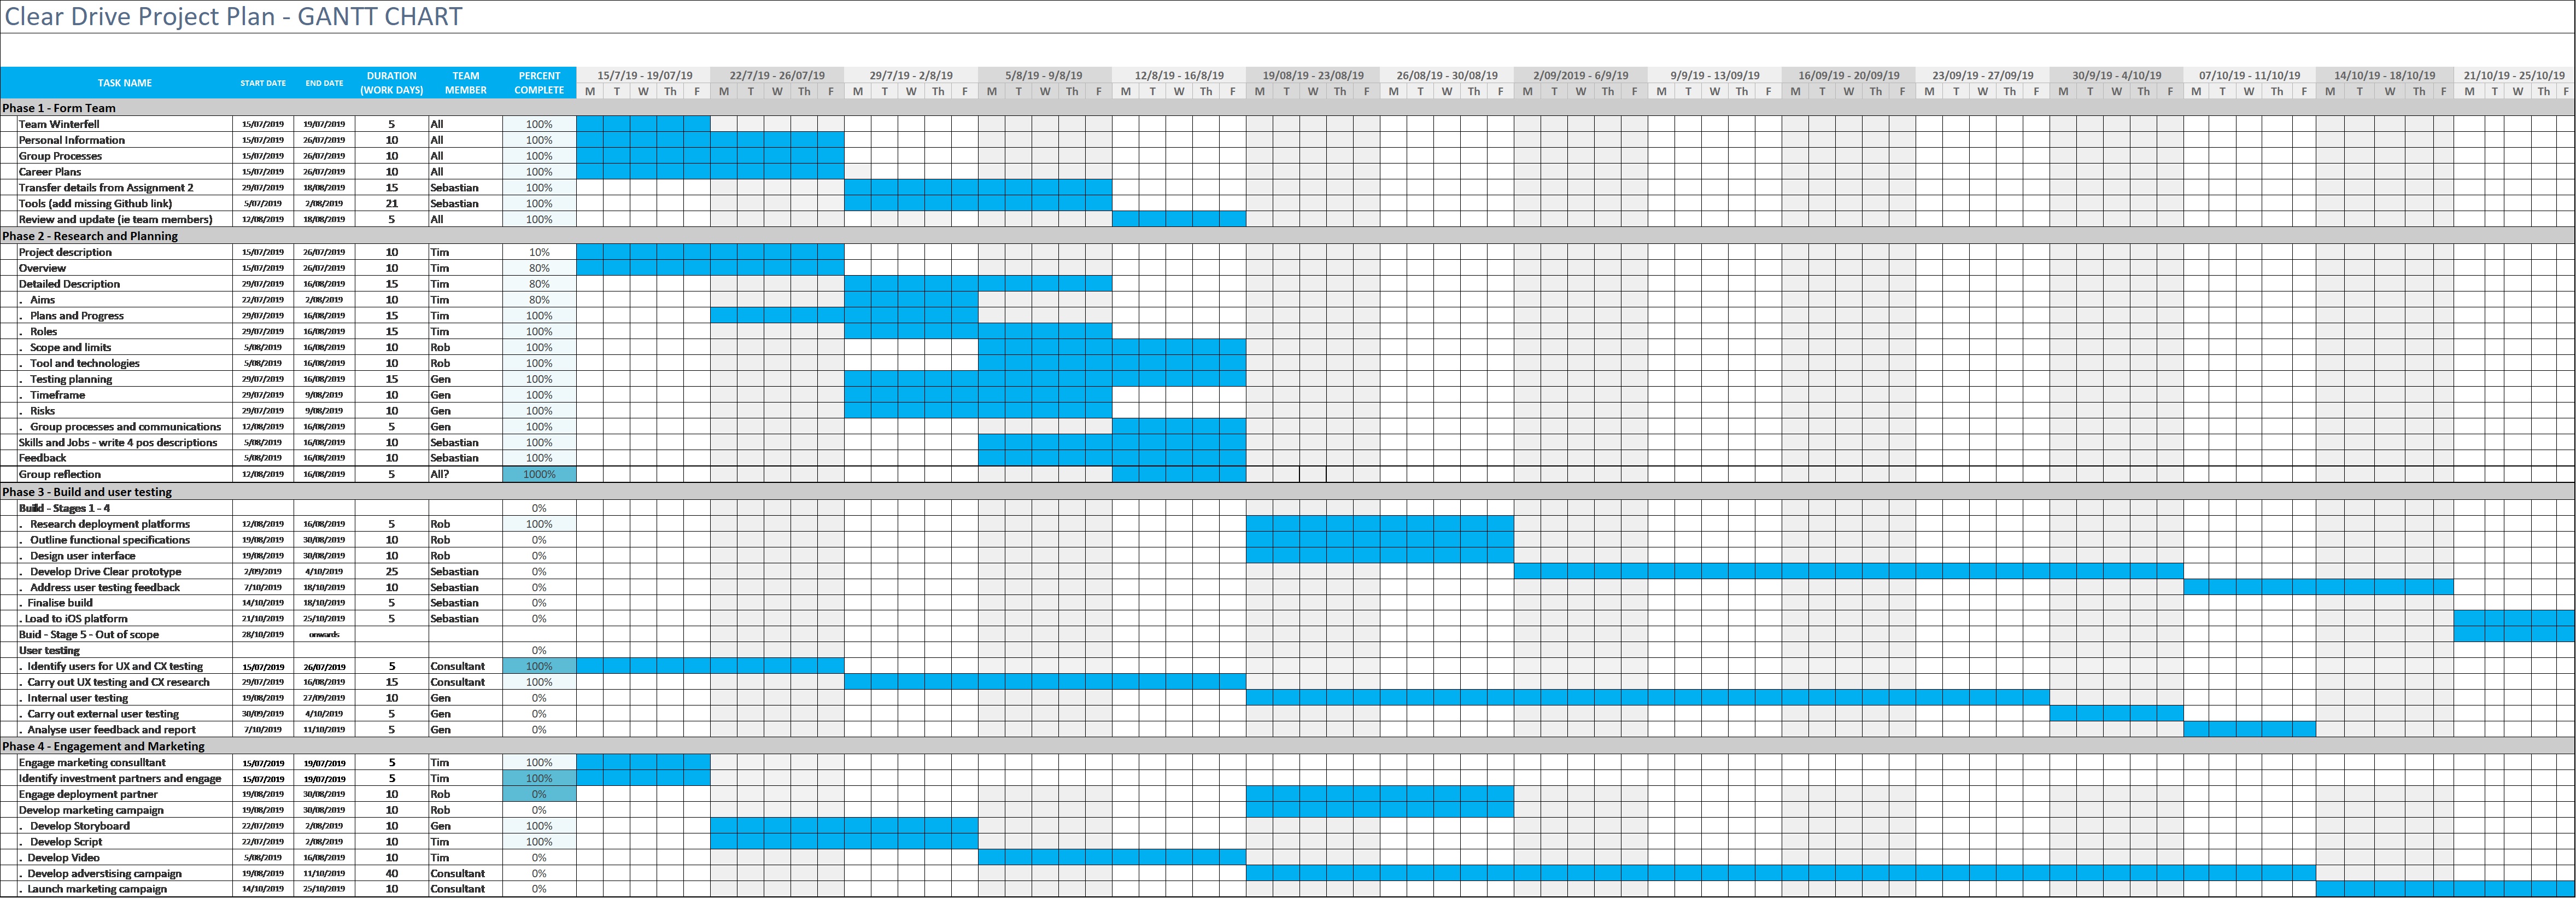 Clear Drive Project Plan - GANTT CHART
TASK NAME START DATE END DATE DURATION (WORK DAYS) TEAM MEMBER PERCENT COMPLETE 15/7/19 - 19/07/19 22/7/19 - 26/07/19 29/7/19 - 2/8/19 5/8/19 - 9/8/19 12/8/19 - 16/8/19 19/08/19 - 23/08/19 26/08/19 - 30/08/19 2/09/2019 - 6/9/19 9/9/19 - 13/09/19 16/09/19 - 20/09/19 23/09/19 - 27/09/19 30/9/19 - 4/10/19 07/10/19 - 11/10/19 14/10/19 - 18/10/19 21/10/19 - 25/10/19
M T W Th F M T W Th F M T W Th F M T W Th F M T W Th F M T W Th F M T W Th F M T W Th F M T W Th F M T W Th F M T W Th F M T W Th F M T W Th F M T W Th F M T W Th F
Phase 1 - Form Team
Team Winterfell 15/07/2019 19/07/2019 5 All 100%
Personal Information 15/07/2019 26/07/2019 10 All 100%
Group Processes 15/07/2019 26/07/2019 10 All 100%
Career Plans 15/07/2019 26/07/2019 10 All 100%
Transfer details from Assignment 2 29/07/2019 18/08/2019 15 Sebastian 100%
Tools (add missing Github link) 5/07/2019 2/08/2019 21 Sebastian 100%
Review and update (ie team members) 12/08/2019 18/08/2019 5 All 100%
Phase 2 - Research and Planning
Project description 15/07/2019 26/07/2019 10 Tim 10%
Overview 15/07/2019 26/07/2019 10 Tim 80%
Detailed Description 29/07/2019 16/08/2019 15 Tim 80%
. Aims 22/07/2019 2/08/2019 10 Tim 80%
. Plans and Progress 29/07/2019 16/08/2019 15 Tim 100%
. Roles 29/07/2019 16/08/2019 15 Tim 100%
. Scope and limits 5/08/2019 16/08/2019 10 Rob 100%
. Tool and technologies 5/08/2019 16/08/2019 10 Rob 100%
. Testing planning 29/07/2019 16/08/2019 15 Gen 100%
. Timeframe 29/07/2019 9/08/2019 10 Gen 100%
. Risks 29/07/2019 9/08/2019 10 Gen 100%
. Group processes and communications 12/08/2019 16/08/2019 5 Gen 100%
Skills and Jobs - write 4 pos descriptions 5/08/2019 16/08/2019 10 Sebastian 100%
Feedback 5/08/2019 16/08/2019 10 Sebastian 100%
Group reflection 12/08/2019 16/08/2019 5 All? 1000%
Phase 3 - Build and user testing
Build - Stages 1 - 4 0%
. Research deployment platforms 12/08/2019 16/08/2019 5 Rob 100%
. Outline functional specifications 19/08/2019 30/08/2019 10 Rob 0%
. Design user interface 19/08/2019 30/08/2019 10 Rob 0%
. Develop Drive Clear prototype 2/09/2019 4/10/2019 25 Sebastian 0%
. Address user testing feedback 7/10/2019 18/10/2019 10 Sebastian 0%
. Finalise build 14/10/2019 18/10/2019 5 Sebastian 0%
. Load to iOS platform 21/10/2019 25/10/2019 5 Sebastian 0%
Buid - Stage 5 - Out of scope 28/10/2019 onwards
User testing 0%
. Identify users for UX and CX testing 15/07/2019 26/07/2019 5 Consultant 100%
. Carry out UX testing and CX research 29/07/2019 16/08/2019 15 Consultant 100%
. Internal user testing 19/08/2019 27/09/2019 10 Gen 0%
. Carry out external user testing 30/09/2019 4/10/2019 5 Gen 0%
. Analyse user feedback and report 7/10/2019 11/10/2019 5 Gen 0%
Phase 4 - Engagement and Marketing
Engage marketing consulltant 15/07/2019 19/07/2019 5 Tim 100%
Identify investment partners and engage 15/07/2019 19/07/2019 5 Tim 100%
Engage deployment partner 19/08/2019 30/08/2019 10 Rob 0%
Develop marketing campaign 19/08/2019 30/08/2019 10 Rob 0%
. Develop Storyboard 22/07/2019 2/08/2019 10 Gen 100%
. Develop Script 22/07/2019 2/08/2019 10 Tim 100%
. Develop Video 5/08/2019 16/08/2019 10 Tim 0%
. Develop adverstising campaign 19/08/2019 11/10/2019 40 Consultant 0%
. Launch marketing campaign 14/10/2019 25/10/2019 10 Consultant 0%